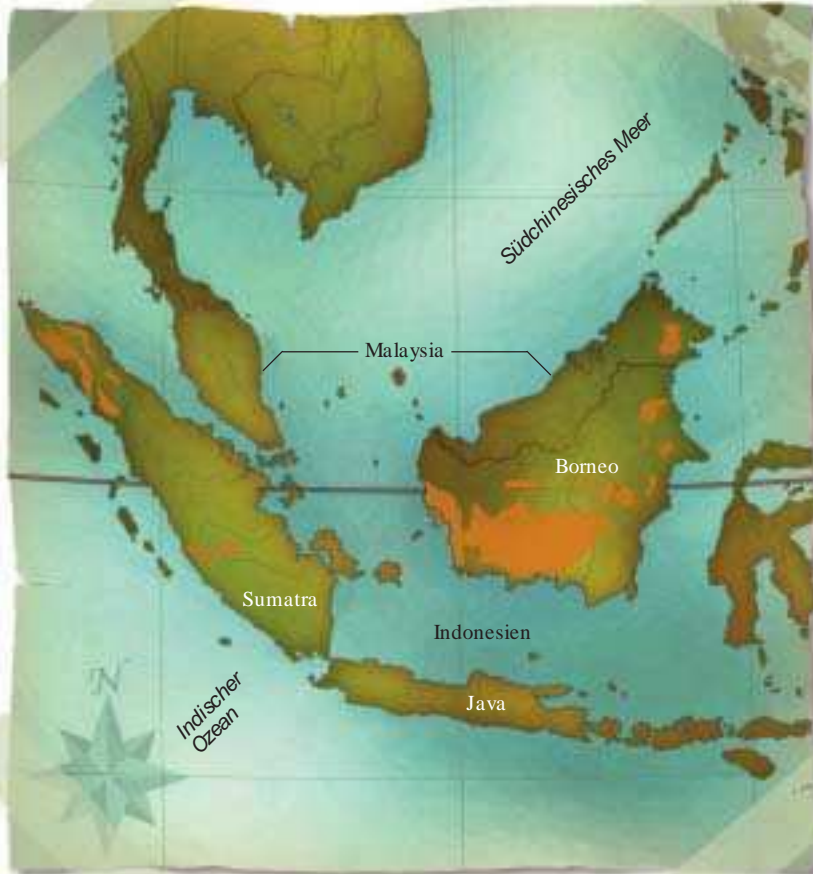 Südchinesisches Meer
Malaysia
Borneo
Sumatra
Indonesien
Java
Indischer
Ozean
N